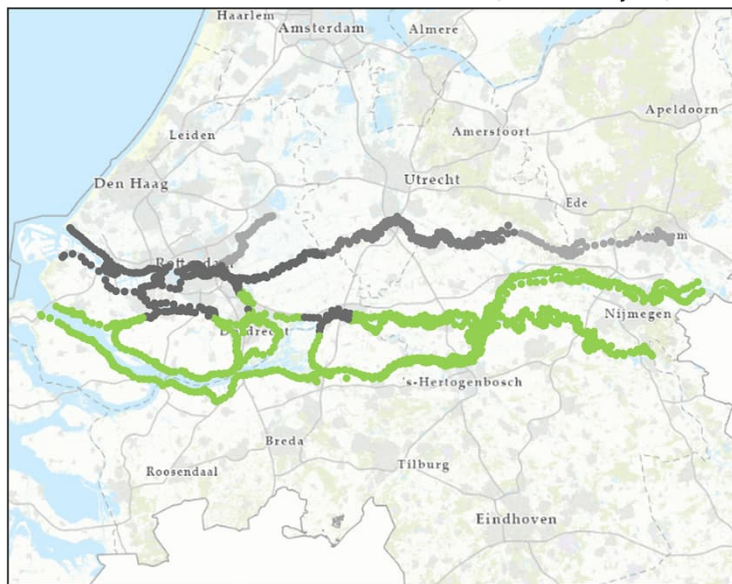 Haarlem
Amsterdam
Almere
Apeldoorn
Leiden
Amersfoort
Den Haag
Utrecht
Ede
Nijmegen
's-Hertogenbosch
Breda
Roosendaal
Tilburg
Eindhoven